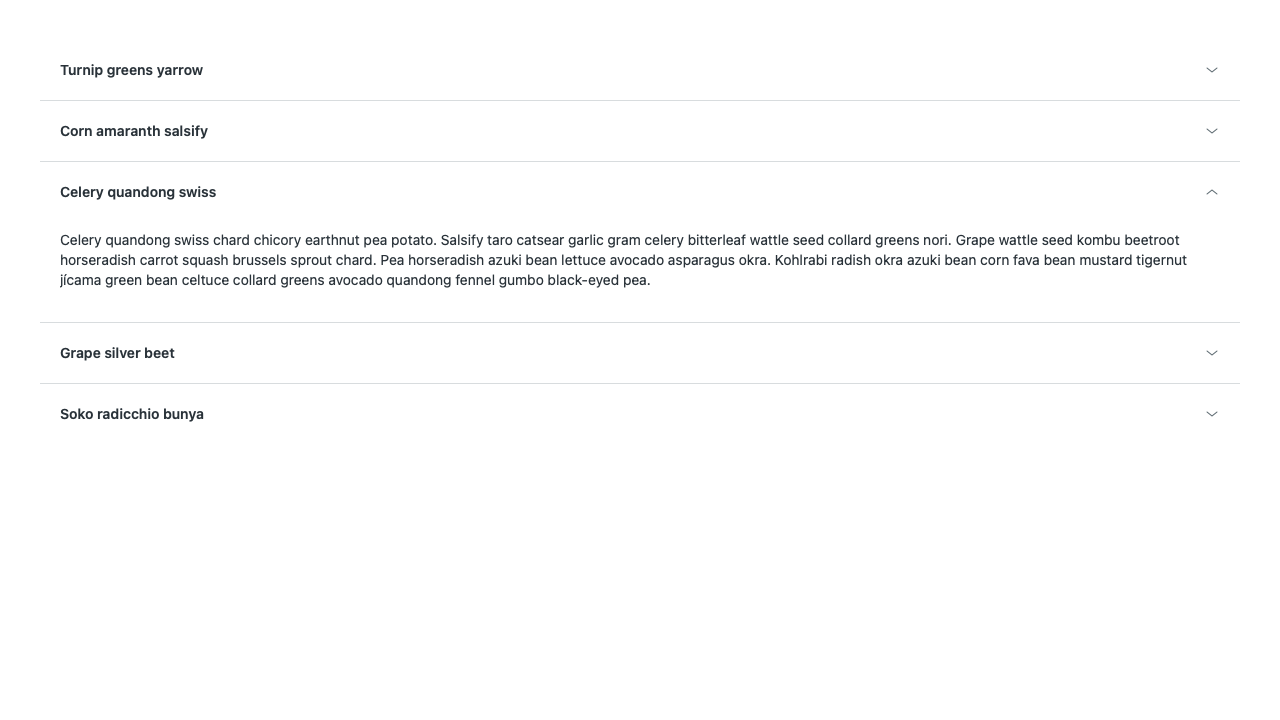 Turnip greens yarrow
Corn amaranth salsify
Celery quandong swiss
Celery quandong swiss chard chicory earthnut pea potato. Salsify taro catsear garlic gram celery bitterleaf wattle seed collard greens nori. Grape wattle seed kombu beetroot
horseradish carrot squash brussels sprout chard. Pea horseradish azuki bean lettuce avocado asparagus okra. Kohlrabi radish okra azuki bean corn fava bean mustard tigernut
jícama green bean celtuce collard greens avocado quandong fennel gumbo black-eyed pea.
Grape silver beet
Soko radicchio bunya